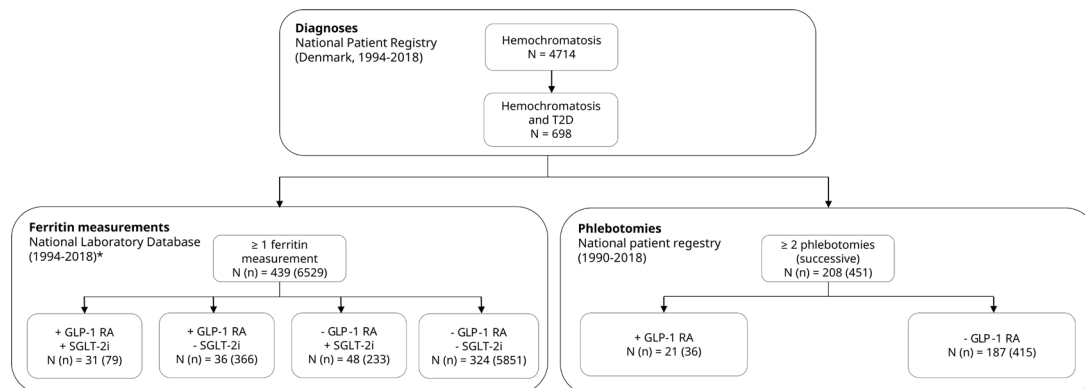 Diagnoses
National Patient Registry
(Denmark, 1994-2018)
Hemochromatosis
N = 4714
Hemochromatosis
and T2D
N = 698
Ferritin measurements
National Laboratory Database
(1994-2018)*
≥ 1 ferritin
measurement
N (n) = 439 (6529)
+ GLP-1 RA
+ SGLT-2i
N (n) = 31 (79)
+ GLP-1 RA
- SGLT-2i
N (n) = 36 (366)
- GLP-1 RA
+ SGLT-2i
N (n) = 48 (233)
- GLP-1 RA
- SGLT-2i
N (n) = 324 (5851)
Phlebotomies
National patient regestry
(1990-2018)
≥ 2 phlebotomies
(successive)
N (n) = 208 (451)
+ GLP-1 RA
N (n) = 21 (36)
- GLP-1 RA
N (n) = 187 (415)